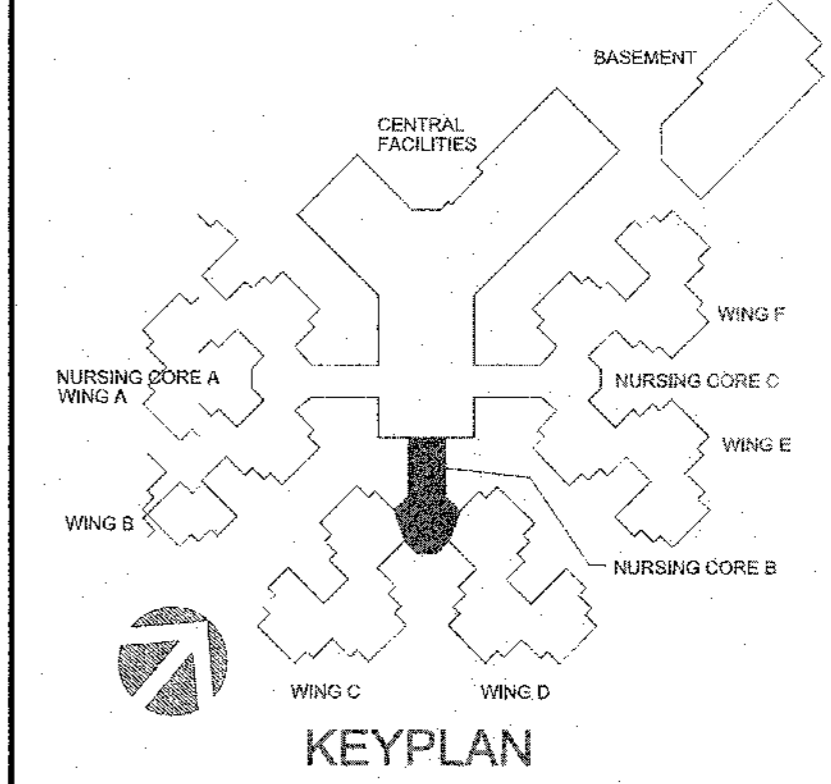 BASEMENT
CENTRAL
FACILITIES
WING F
NURSING CORE A
WING A
NURSING CORE C
WING E
WING B
NURSING CORE B
WING C
WING D
KEYPLAN